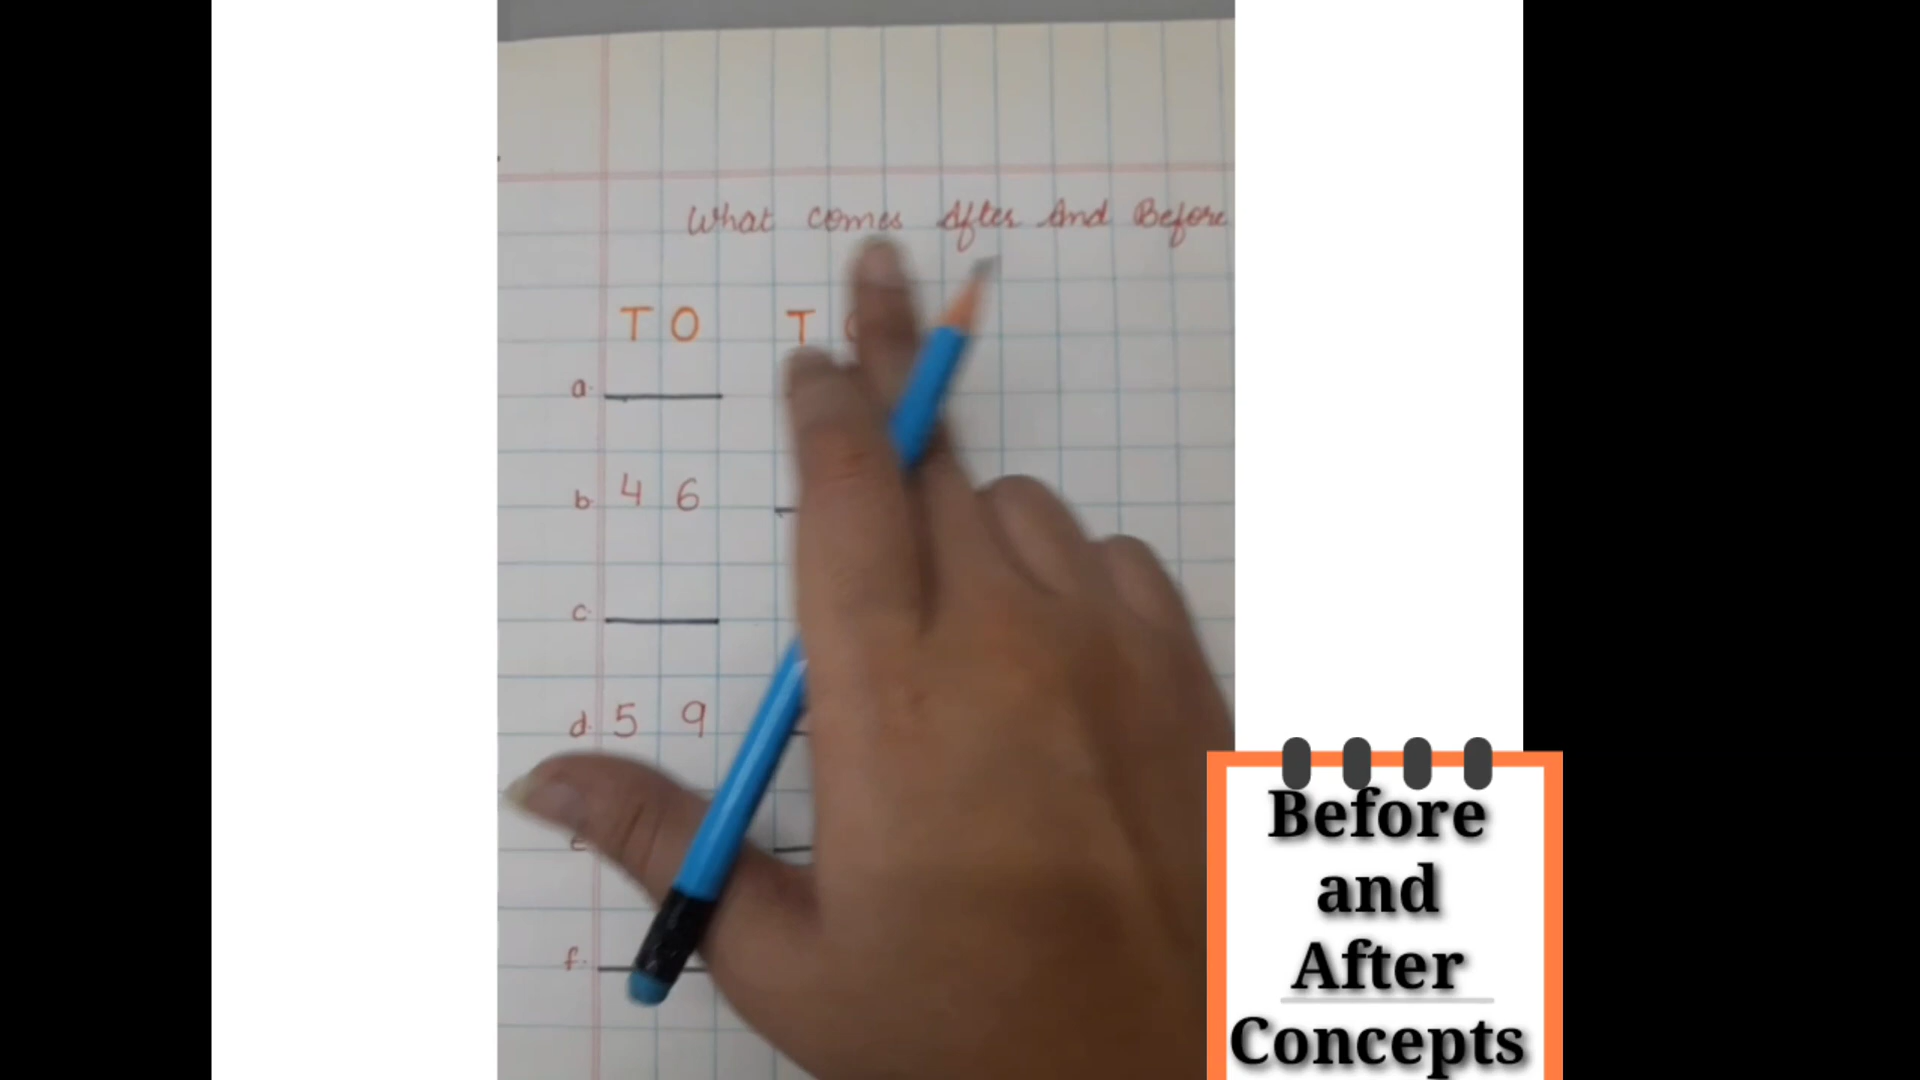 What comes After And Before
T O T
a.
b. 4 6
c.
d. 5 9
e
f.
Before
and
After
Concepts